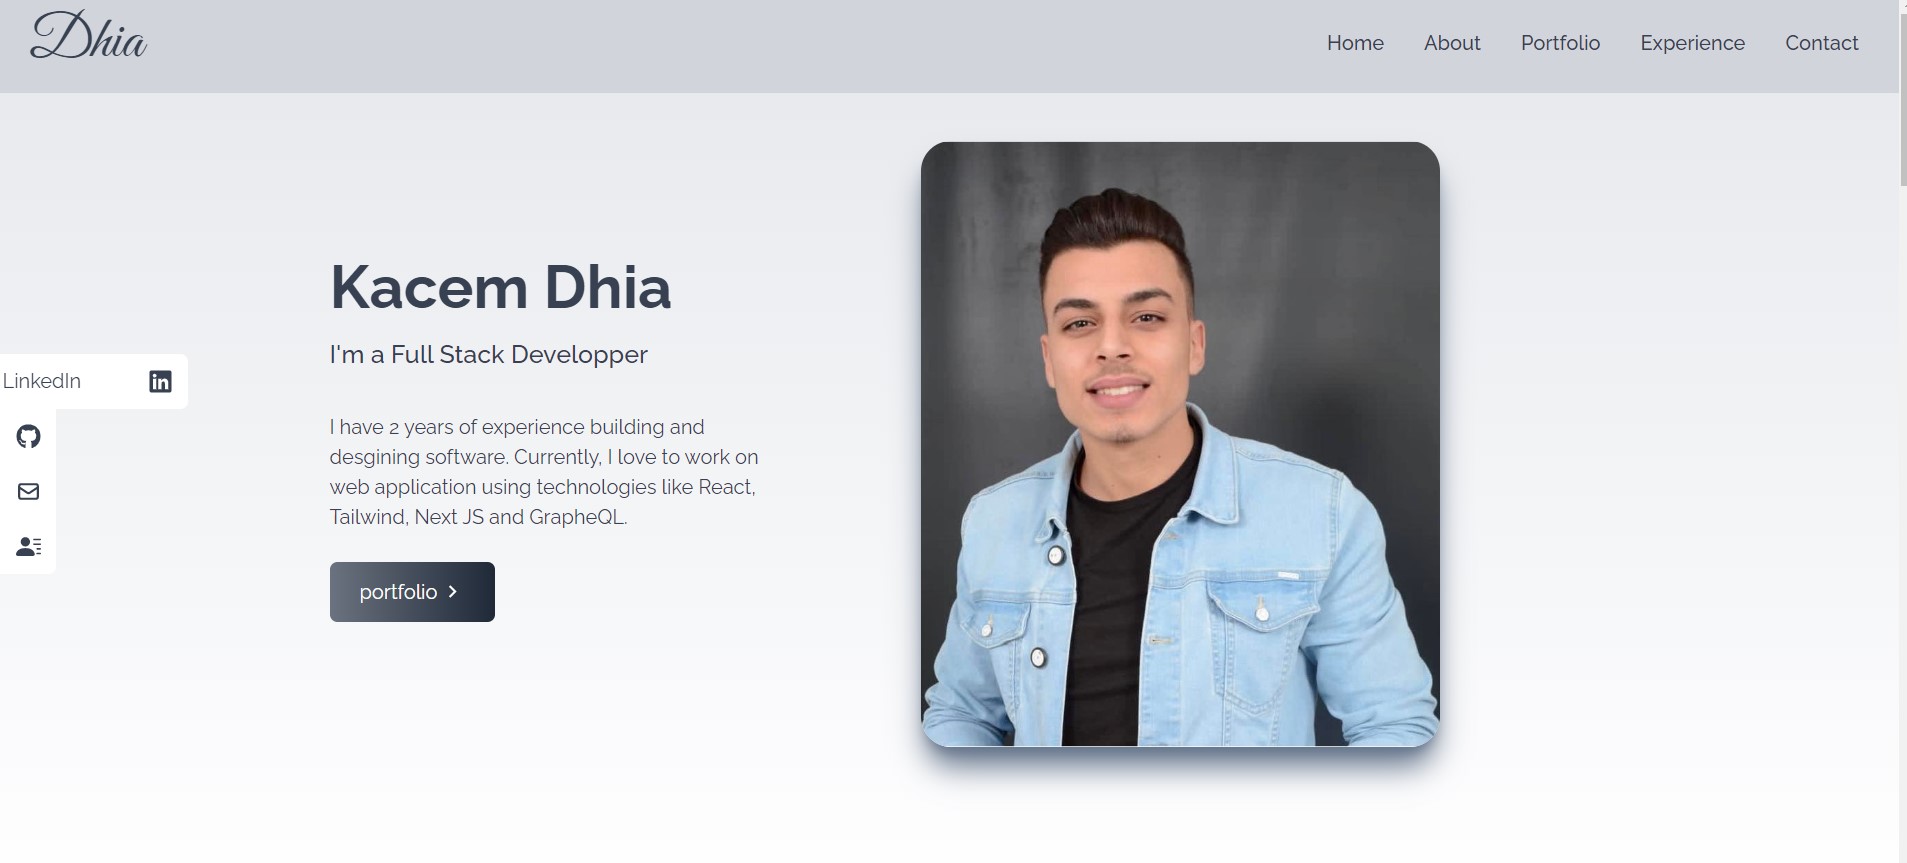 Dhia
Home
About
Portfolio
Experience
Contact
Kacem Dhia
I'm a Full Stack Developper
LinkedIn
I have 2 years of experience building and
desgining software. Currently, I love to work on
web application using technologies like React,
Tailwind, Next JS and GrapheQL.
portfolio